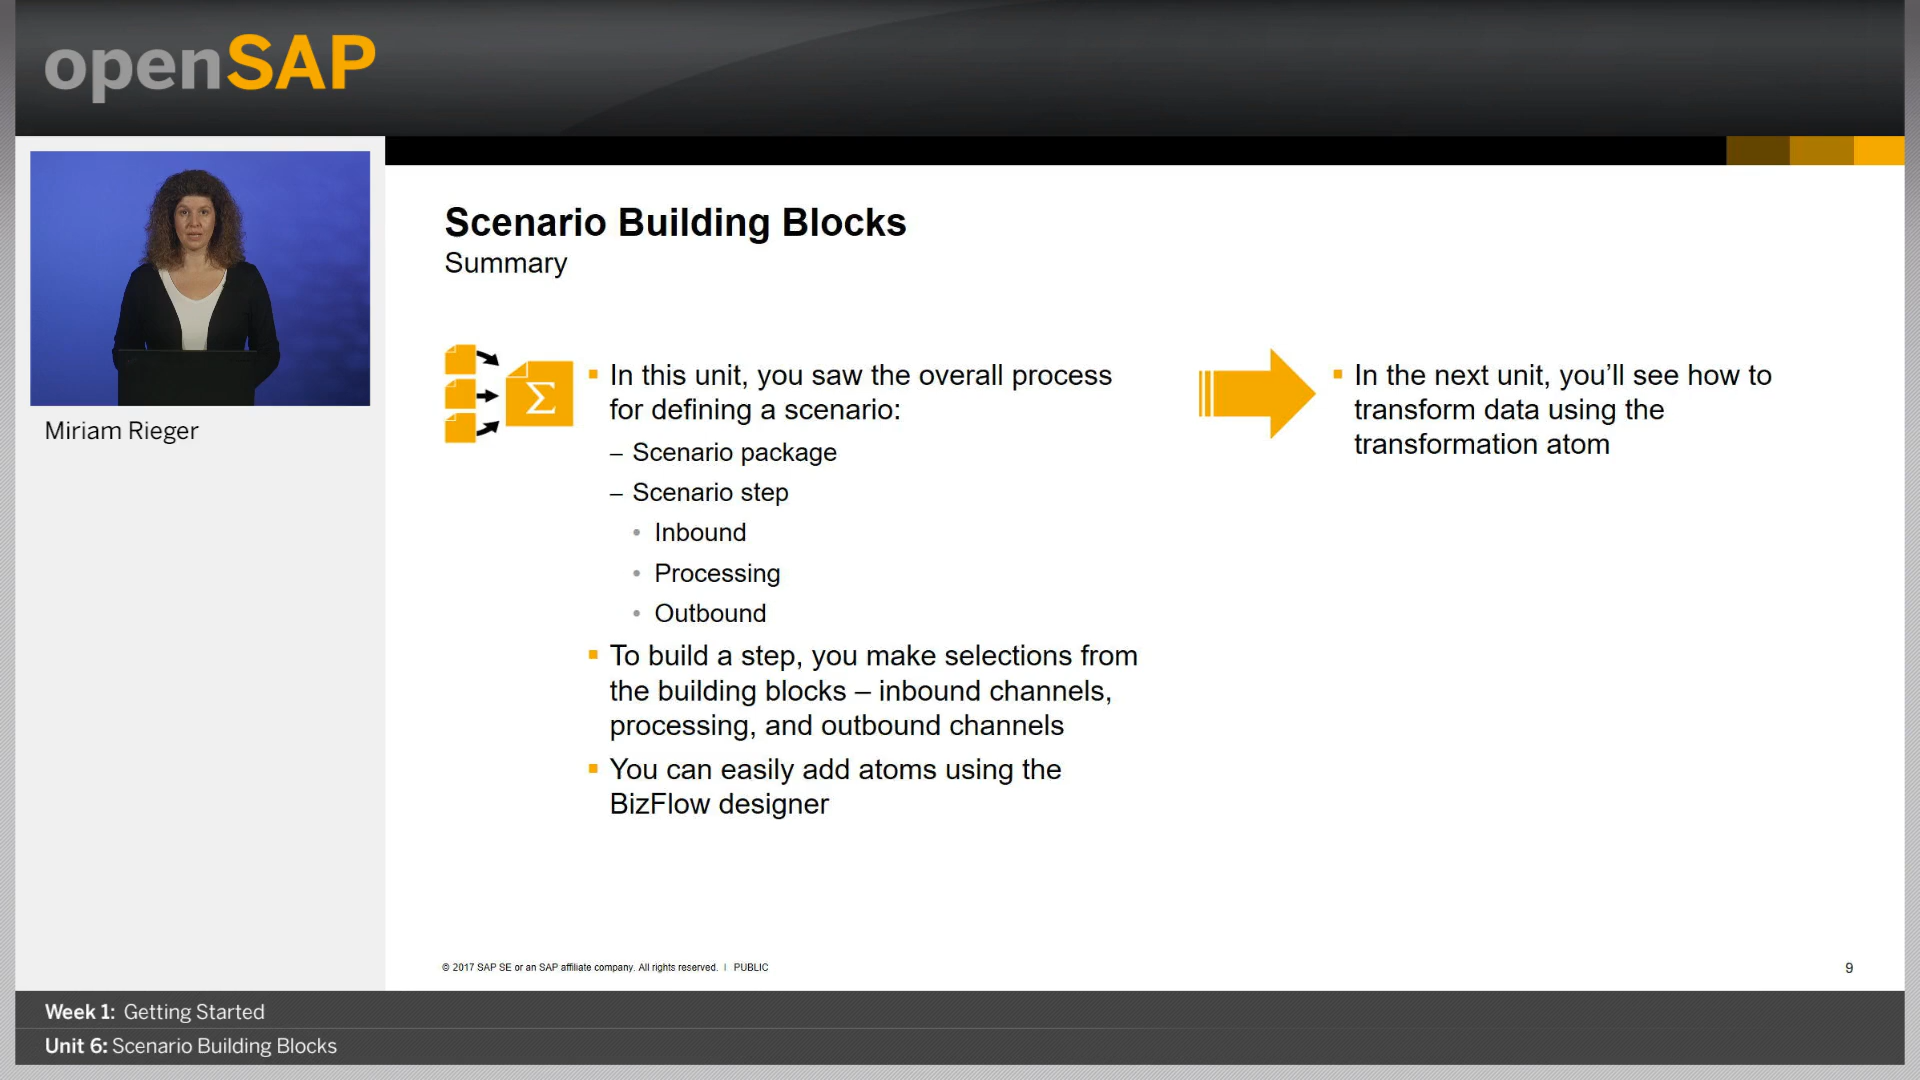 openSAP
Miriam Rieger
Scenario Building Blocks
Summary
Σ
▪ In this unit, you saw the overall process
for defining a scenario:
– Scenario package
– Scenario step
• Inbound
• Processing
• Outbound
▪ To build a step, you make selections from
the building blocks – inbound channels,
processing, and outbound channels
▪ You can easily add atoms using the
BizFlow designer
▪ In the next unit, you’ll see how to
transform data using the
transformation atom
© 2017 SAP SE or an SAP affiliate company. All rights reserved. | PUBLIC
9
Week 1: Getting Started
Unit 6: Scenario Building Blocks